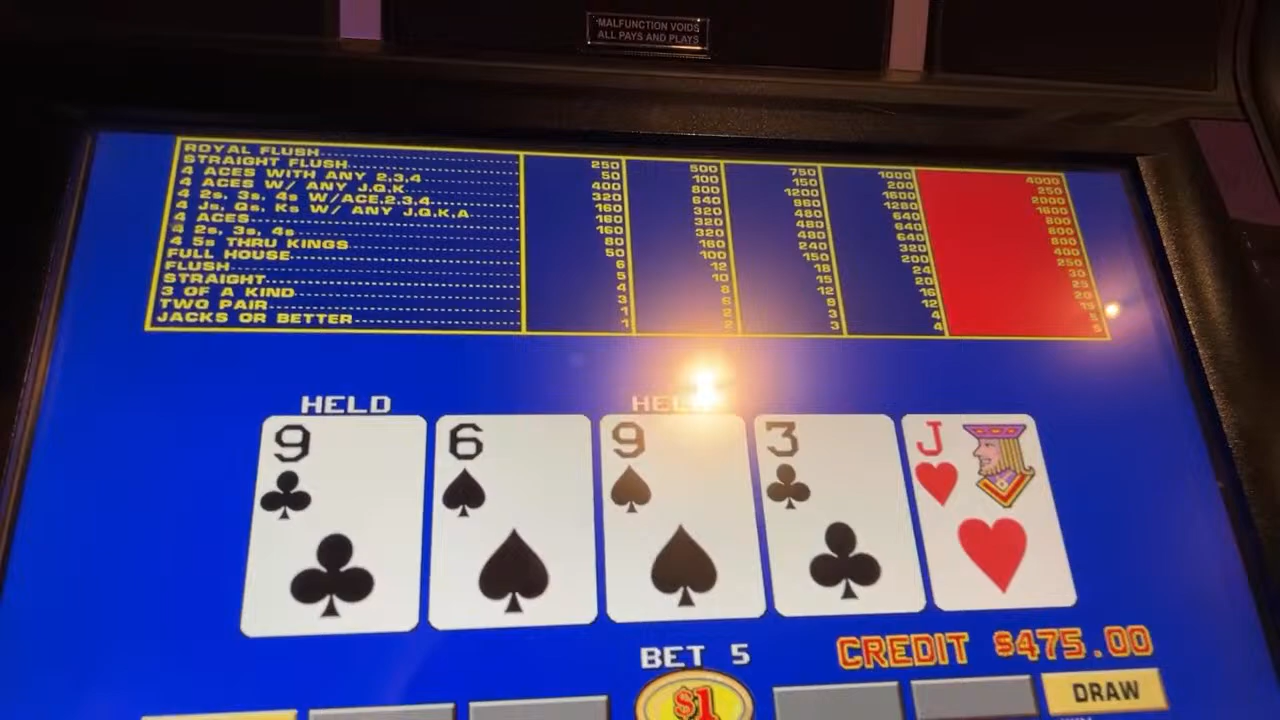 MALFUNCTION VOIDS
ALL PAYS AND PLAYS
ROYAL FLUSH 250 500 750 1000 4000
STRAIGHT FLUSH 50 100 150 200 250
4 ACES WITH ANY 2,3,4 400 800 1200 1600 2000
4 ACES W/ ANY J,Q,K 320 640 960 1280 1600
4 2s, 3s, 4s W/ACE,2,3,4 160 320 480 640 800
4 Js, Qs, Ks W/ ANY J,Q,K,A 160 320 480 640 800
4 ACES 160 320 480 640 800
4 2s, 3s, 4s 80 160 240 320 400
4 5s THRU KINGS 50 100 150 200 250
FULL HOUSE 6 12 18 24 30
FLUSH 5 10 15 20 25
STRAIGHT 4 8 12 16 20
3 OF A KIND 3 6 9 12 15
TWO PAIR 1 2 3 4 5
JACKS OR BETTER 1 2 3 4 5
HELD HELD
9 6 9 3 J
BET 5 CREDIT $475.00
$1 DRAW